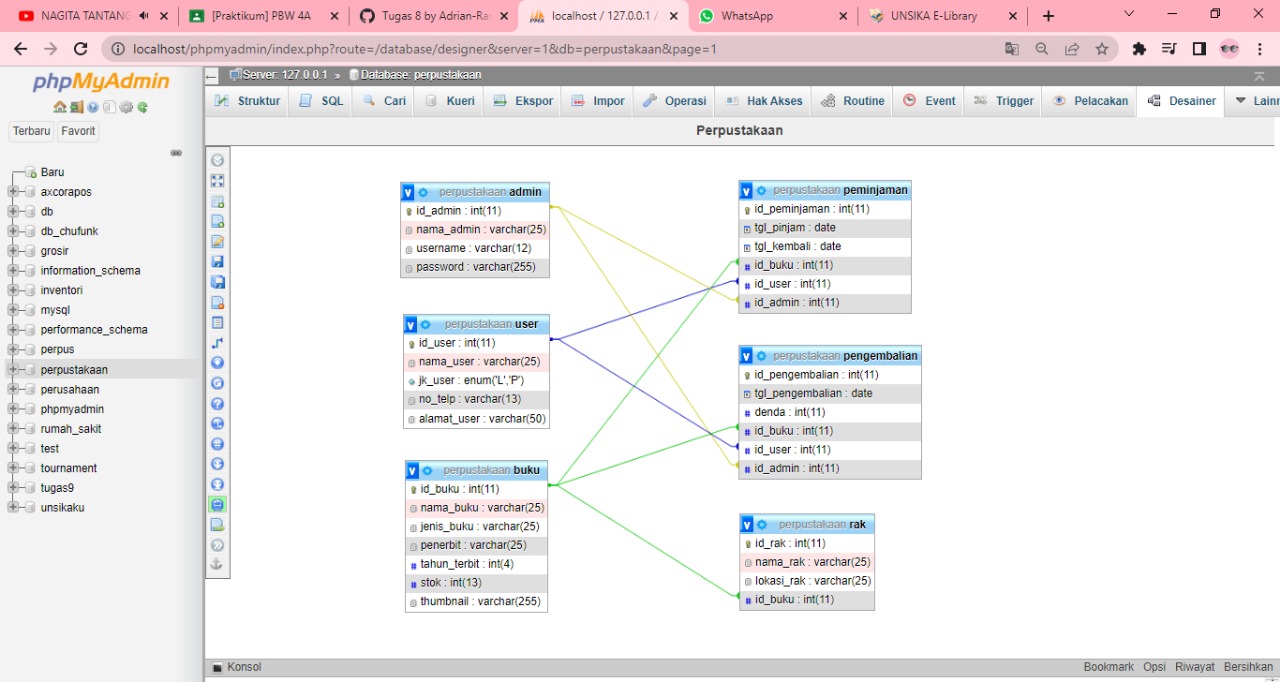 NAGITA TANTANG
[Praktikum] PBW 4A
Tugas 8 by Adrian-Ra
localhost / 127.0.0.1 /
WhatsApp
UNSIKA E-Library
localhost/phpmyadmin/index.php?route=/database/designer&server=1&db=perpustakaan&page=1
phpMyAdmin
Terbaru
Favorit
Baru
axcorapos
db
db_chufunk
grosir
information_schema
inventori
mysql
performance_schema
perpus
perpustakaan
perusahaan
phpmyadmin
rumah_sakit
test
tournament
tugas9
unsikaku
Server: 127.0.0.1 » Database: perpustakaan
Struktur
SQL
Cari
Kueri
Ekspor
Impor
Operasi
Hak Akses
Routine
Event
Trigger
Pelacakan
Desainer
Lainn
Perpustakaan
perpustakaan admin
id_admin : int(11)
nama_admin : varchar(25)
username : varchar(12)
password : varchar(255)
perpustakaan user
id_user : int(11)
nama_user : varchar(25)
jk_user : enum('L','P')
no_telp : varchar(13)
alamat_user : varchar(50)
perpustakaan buku
id_buku : int(11)
nama_buku : varchar(25)
jenis_buku : varchar(25)
penerbit : varchar(25)
tahun_terbit : int(4)
stok : int(13)
thumbnail : varchar(255)
perpustakaan peminjaman
id_peminjaman : int(11)
tgl_pinjam : date
tgl_kembali : date
id_buku : int(11)
id_user : int(11)
id_admin : int(11)
perpustakaan pengembalian
id_pengembalian : int(11)
tgl_pengembalian : date
denda : int(11)
id_buku : int(11)
id_user : int(11)
id_admin : int(11)
perpustakaan rak
id_rak : int(11)
nama_rak : varchar(25)
lokasi_rak : varchar(25)
id_buku : int(11)
Konsol
Bookmark Opsi Riwayat Bersihkan